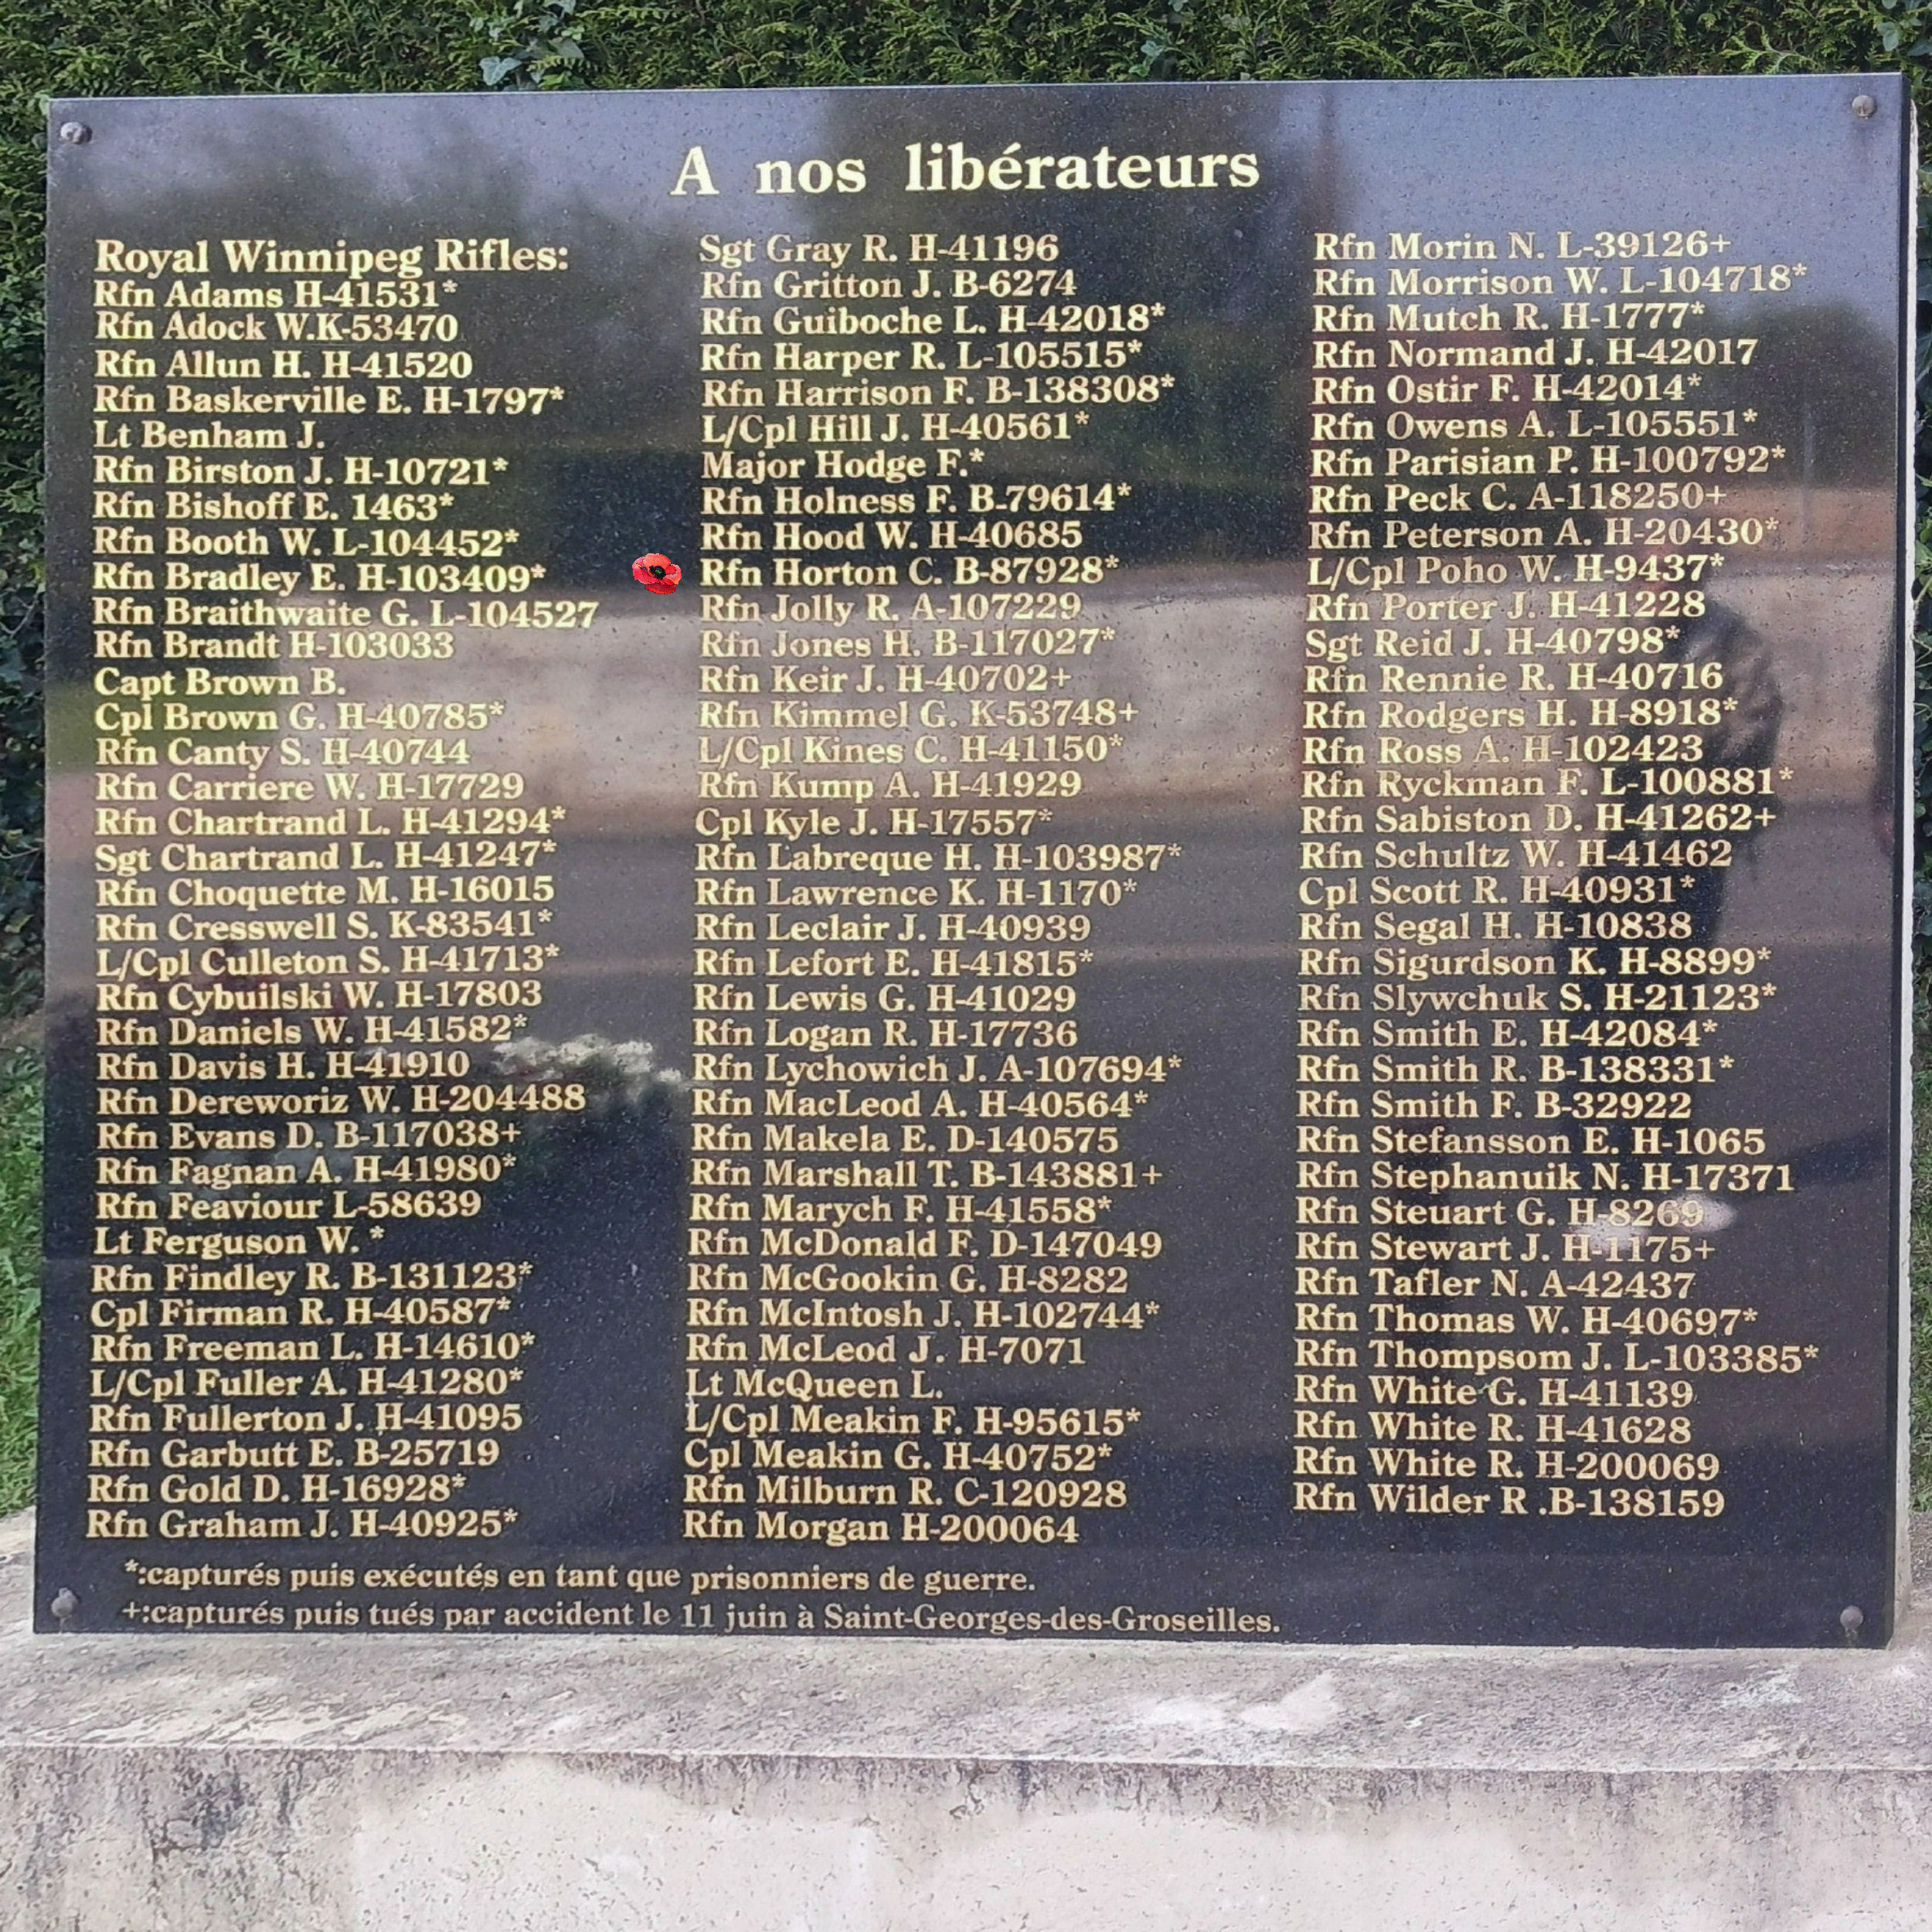 A nos libérateurs
Royal Winnipeg Rifles:
Rfn Adams H-41531*
Rfn Adock W.K-53470
Rfn Allun H. H-41520
Rfn Baskerville E. H-1797*
Lt Benham J.
Rfn Birston J. H-10721*
Rfn Bishoff E. 1463*
Rfn Booth W. L-104452*
Rfn Bradley E. H-103409*
Rfn Braithwaite G. L-104527
Rfn Brandt H-103033
Capt Brown B.
Cpl Brown G. H-40785*
Rfn Canty S. H-40744
Rfn Carriere W. H-17729
Rfn Chartrand L. H-41294*
Sgt Chartrand L. H-41247*
Rfn Choquette M. H-16015
Rfn Cresswell S. K-83541*
L/Cpl Culleton S. H-41713*
Rfn Cybuilski W. H-17803
Rfn Daniels W. H-41582*
Rfn Davis H. H-41910
Rfn Dereworiz W. H-204488
Rfn Evans D. B-117038+
Rfn Fagnan A. H-41980*
Rfn Feaviour L-58639
Lt Ferguson W. *
Rfn Findley R. B-131123*
Cpl Firman R. H-40587*
Rfn Freeman L. H-14610*
L/Cpl Fuller A. H-41280*
Rfn Fullerton J. H-41095
Rfn Garbutt E. B-25719
Rfn Gold D. H-16928*
Rfn Graham J. H-40925*
Sgt Gray R. H-41196
Rfn Gritton J. B-6274
Rfn Guiboche L. H-42018*
Rfn Harper R. L-105515*
Rfn Harrison F. B-138308*
L/Cpl Hill J. H-40561*
Major Hodge F.*
Rfn Holness F. B-79614*
Rfn Hood W. H-40685
Rfn Horton C. B-87928*
Rfn Jolly R. A-107229
Rfn Jones H. B-117027*
Rfn Keir J. H-40702+
Rfn Kimmel G. K-53748+
L/Cpl Kines C. H-41150*
Rfn Kump A. H-41929
Cpl Kyle J. H-17557*
Rfn Labreque H. H-103987*
Rfn Lawrence K. H-1170*
Rfn Leclair J. H-40939
Rfn Lefort E. H-41815*
Rfn Lewis G. H-41029
Rfn Logan R. H-17736
Rfn Lychowich J. A-107694*
Rfn MacLeod A. H-40564*
Rfn Makela E. D-140575
Rfn Marshall T. B-143881+
Rfn Marych F. H-41558*
Rfn McDonald F. D-147049
Rfn McGookin G. H-8282
Rfn McIntosh J. H-102744*
Rfn McLeod J. H-7071
Lt McQueen L.
L/Cpl Meakin F. H-95615*
Cpl Meakin G. H-40752*
Rfn Milburn R. C-120928
Rfn Morgan H-200064
Rfn Morin N. L-39126+
Rfn Morrison W. L-104718*
Rfn Mutch R. H-1777*
Rfn Normand J. H-42017
Rfn Ostir F. H-42014*
Rfn Owens A. L-105551*
Rfn Parisian P. H-100792*
Rfn Peck C. A-118250+
Rfn Peterson A. H-20430*
L/Cpl Poho W. H-9437*
Rfn Porter J. H-41228
Sgt Reid J. H-40798*
Rfn Rennie R. H-40716
Rfn Rodgers H. H-8918*
Rfn Ross A. H-102423
Rfn Ryckman F. L-100881*
Rfn Sabiston D. H-41262+
Rfn Schultz W. H-41462
Cpl Scott R. H-40931*
Rfn Segal H. H-10838
Rfn Sigurdson K. H-8899*
Rfn Slywchuk S. H-21123*
Rfn Smith E. H-42084*
Rfn Smith R. B-138331*
Rfn Smith F. B-32922
Rfn Stefansson E. H-1065
Rfn Stephanuik N. H-17371
Rfn Steuart G. H-8269
Rfn Stewart J. H-1175+
Rfn Tafler N. A-42437
Rfn Thomas W. H-40697*
Rfn Thompsom J. L-103385*
Rfn White G. H-41139
Rfn White R. H-41628
Rfn White R. H-200069
Rfn Wilder R .B-138159
*:capturés puis exécutés en tant que prisonniers de guerre.
+:capturés puis tués par accident le 11 juin à Saint-Georges-des-Groseilles.